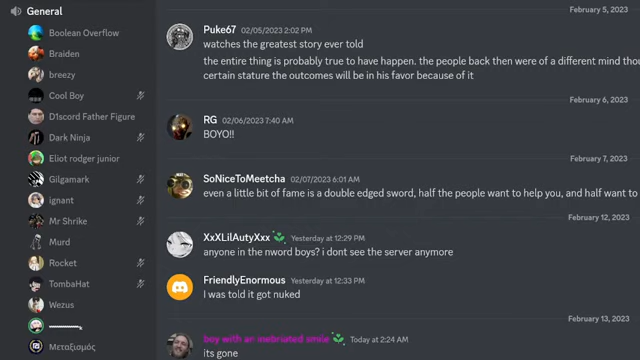 General
Boolean Overflow
Braiden
breezy
Cool Boy
D1scord Father Figure
Dark Ninja
Eliot rodger junior
Gilgamark
ignant
Mr Shrike
Murd
Rocket
TombaHat
Wezus
Μεταξισμός
February 5, 2023
Puke67 02/05/2023 2:02 PM
watches the greatest story ever told
the entire thing is probably true to have happen. the people back then were of a different mind thou
certain stature the outcomes will be in his favor because of it
February 6, 2023
RG 02/06/2023 7:40 AM
BOYO!!
February 7, 2023
SoNiceToMeetcha 02/07/2023 6:01 AM
even a little bit of fame is a double edged sword, half the people want to help you, and half want to
February 12, 2023
XxXLilAutyXxx Yesterday at 12:29 PM
anyone in the nword boys? i dont see the server anymore
FriendlyEnormous Yesterday at 12:33 PM
I was told it got nuked
February 13, 2023
boy with an inebriated smile Today at 2:24 AM
its gone